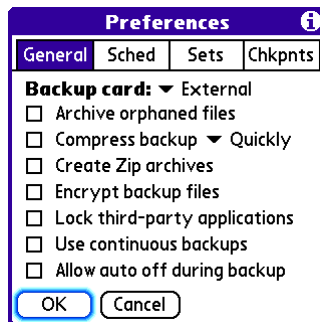 Preferences i
General Sched Sets Chkpnts
Backup card: External
Archive orphaned files
Compress backup Quickly
Create Zip archives
Encrypt backup files
Lock third-party applications
Use continuous backups
Allow auto off during backup
OK Cancel